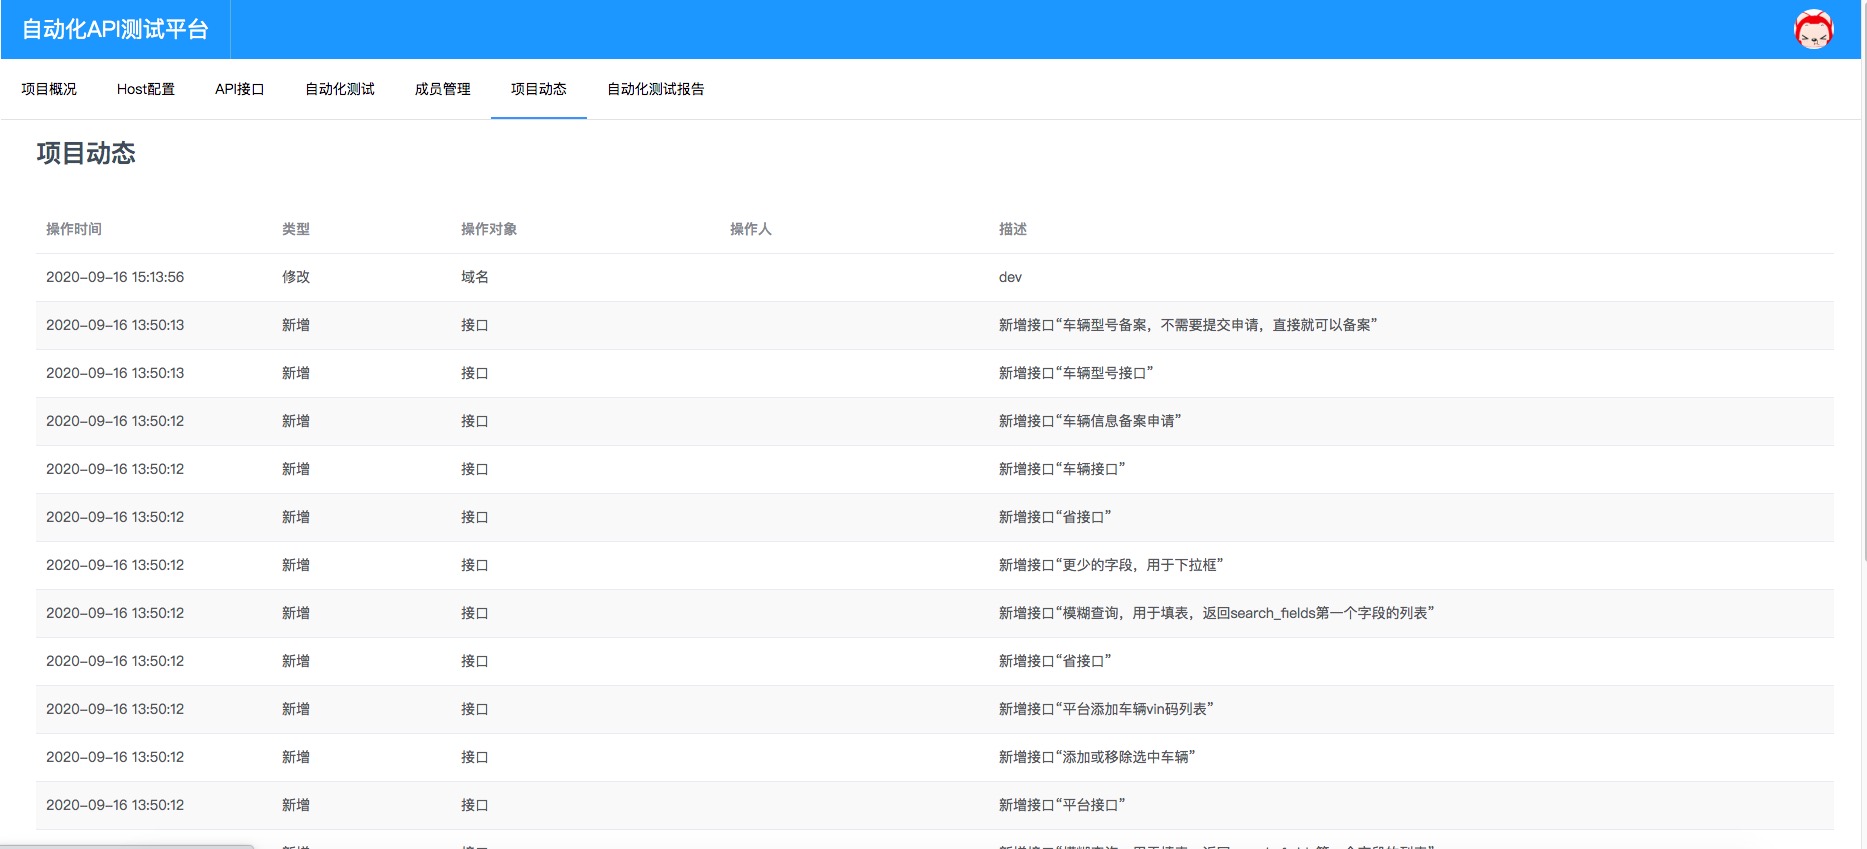 自动化API测试平台
项目概况 Host配置 API接口 自动化测试 成员管理 项目动态 自动化测试报告
项目动态
操作时间 类型 操作对象 操作人 描述
2020-09-16 15:13:56 修改 域名 dev
2020-09-16 13:50:13 新增 接口 新增接口“车辆型号备案，不需要提交申请，直接就可以备案”
2020-09-16 13:50:13 新增 接口 新增接口“车辆型号接口”
2020-09-16 13:50:12 新增 接口 新增接口“车辆信息备案申请”
2020-09-16 13:50:12 新增 接口 新增接口“车辆接口”
2020-09-16 13:50:12 新增 接口 新增接口“省接口”
2020-09-16 13:50:12 新增 接口 新增接口“更少的字段，用于下拉框”
2020-09-16 13:50:12 新增 接口 新增接口“模糊查询，用于填表，返回search_fields第一个字段的列表”
2020-09-16 13:50:12 新增 接口 新增接口“省接口”
2020-09-16 13:50:12 新增 接口 新增接口“平台添加车辆vin码列表”
2020-09-16 13:50:12 新增 接口 新增接口“添加或移除选中车辆”
2020-09-16 13:50:12 新增 接口 新增接口“平台接口”